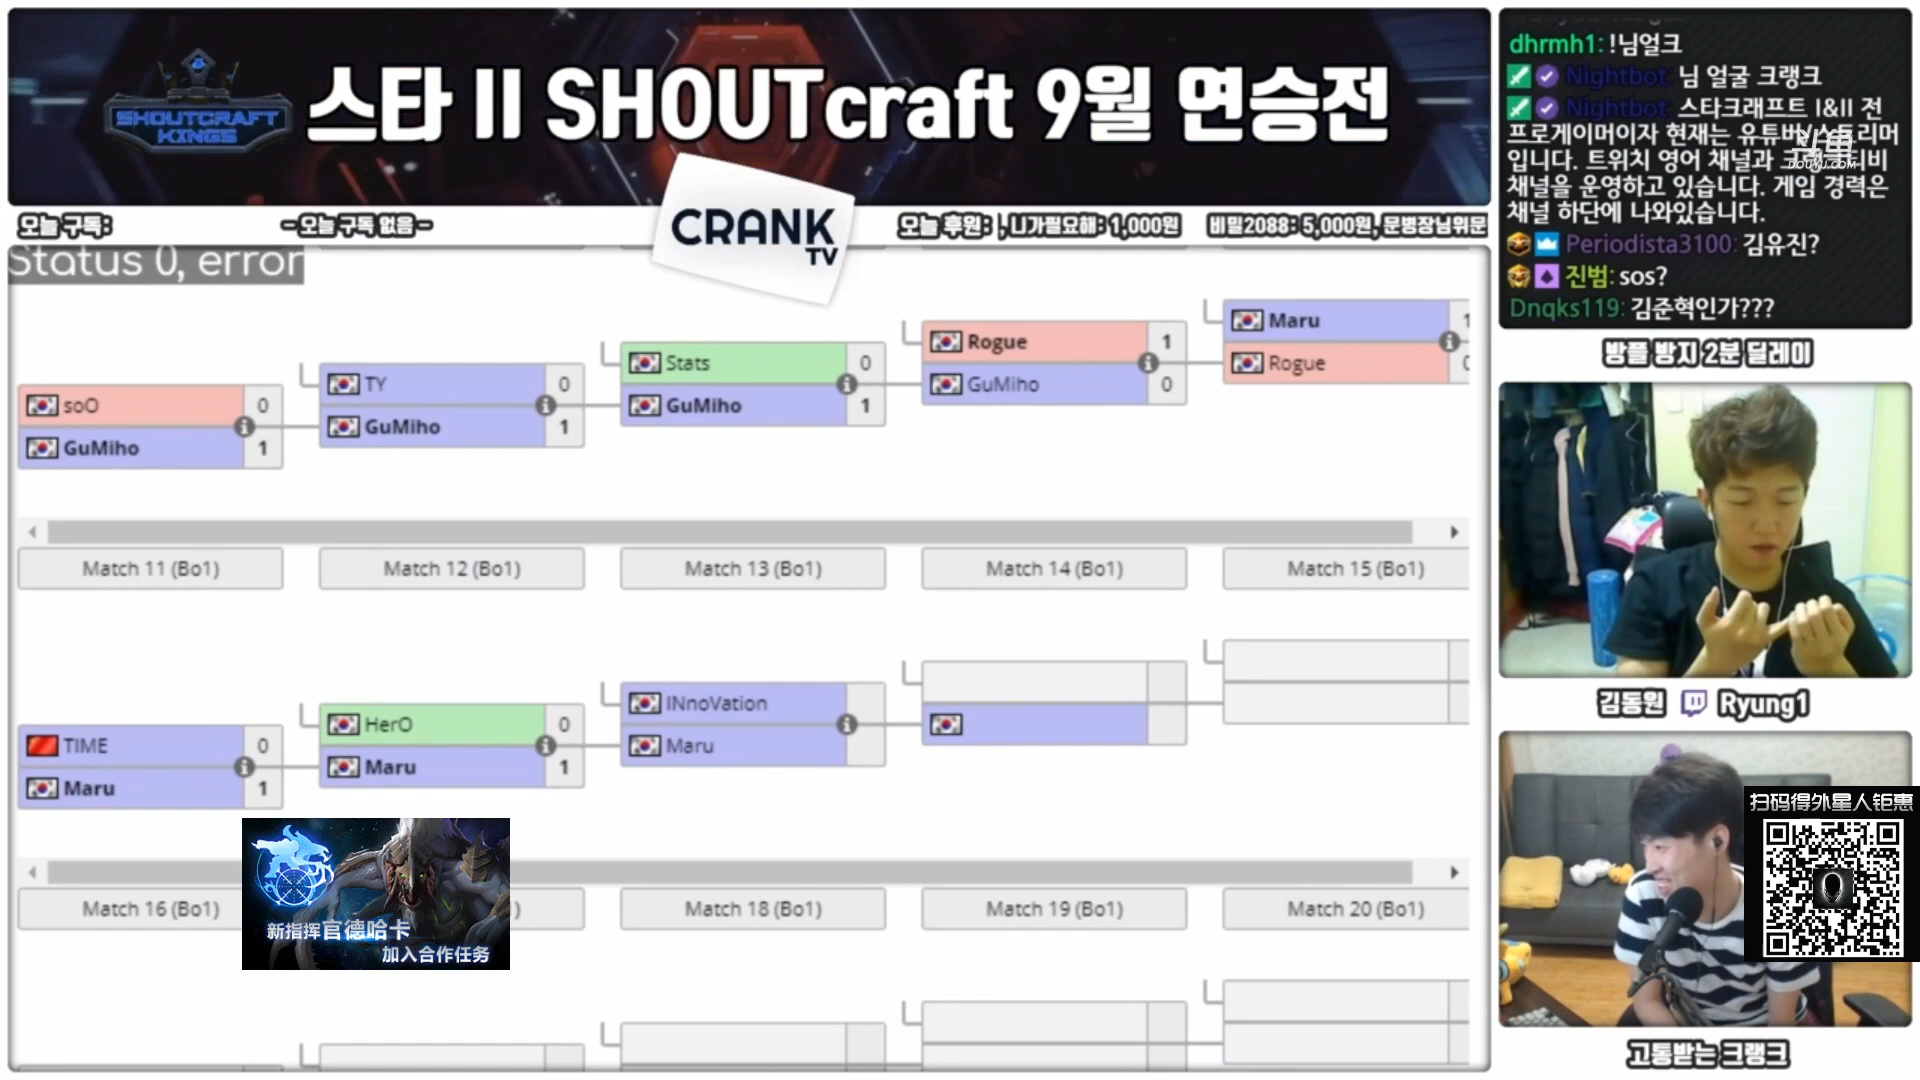 SHOUTCRAFT
KINGS
스타 II SHOUTcraft 9월 연승전
오늘 구독:
- 오늘 구독 없음 -
CRANK
TV
오늘 후원: , 니가필요해: 1,000원
비밀2088: 5,000원, 문병장님위문
Status 0, error
soO 0
GuMiho 1
TY 0
GuMiho 1
Stats 0
GuMiho 1
Rogue 1
GuMiho 0
Maru 1
Rogue
Match 11 (Bo1)
Match 12 (Bo1)
Match 13 (Bo1)
Match 14 (Bo1)
Match 15 (Bo1)
TIME 0
Maru 1
HerO 0
Maru 1
INnoVation
Maru
Match 16 (Bo1)
)
Match 18 (Bo1)
Match 19 (Bo1)
Match 20 (Bo1)
新指挥官德哈卡
加入合作任务
dhrmh1: !님얼크
Nightbot: 님 얼굴 크랭크
Nightbot: 스타크래프트 I&II 전
프로게이머이자 현재는 유튜버/스트리머
입니다. 트위치 영어 채널과 티비
채널을 운영하고 있습니다. 게임 경력은
채널 하단에 나와있습니다.
斗鱼
DOUYU.COM
Periodista3100: 김유진?
진범: sos?
Dnqks119: 김준혁인가???
방플 방지 2분 딜레이
김동원 Ryung1
扫码得外星人钜惠
고통받는 크랭크